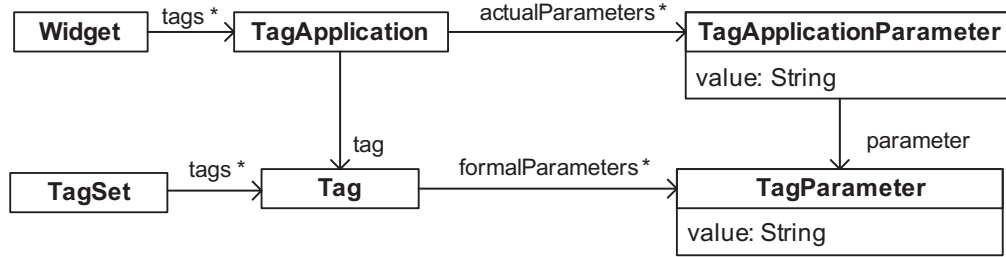 Widget
tags *
TagApplication
actualParameters *
TagApplicationParameter
value: String
tag
parameter
TagSet
tags *
Tag
formalParameters *
TagParameter
value: String